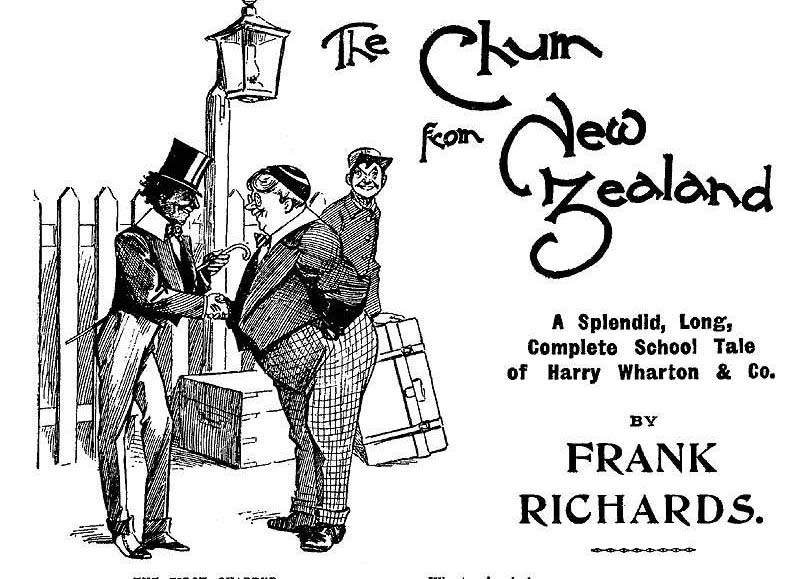 The Chum
from New
Zealand
A Splendid, Long,
Complete School Tale
of Harry Wharton & Co.
BY
FRANK
RICHARDS.